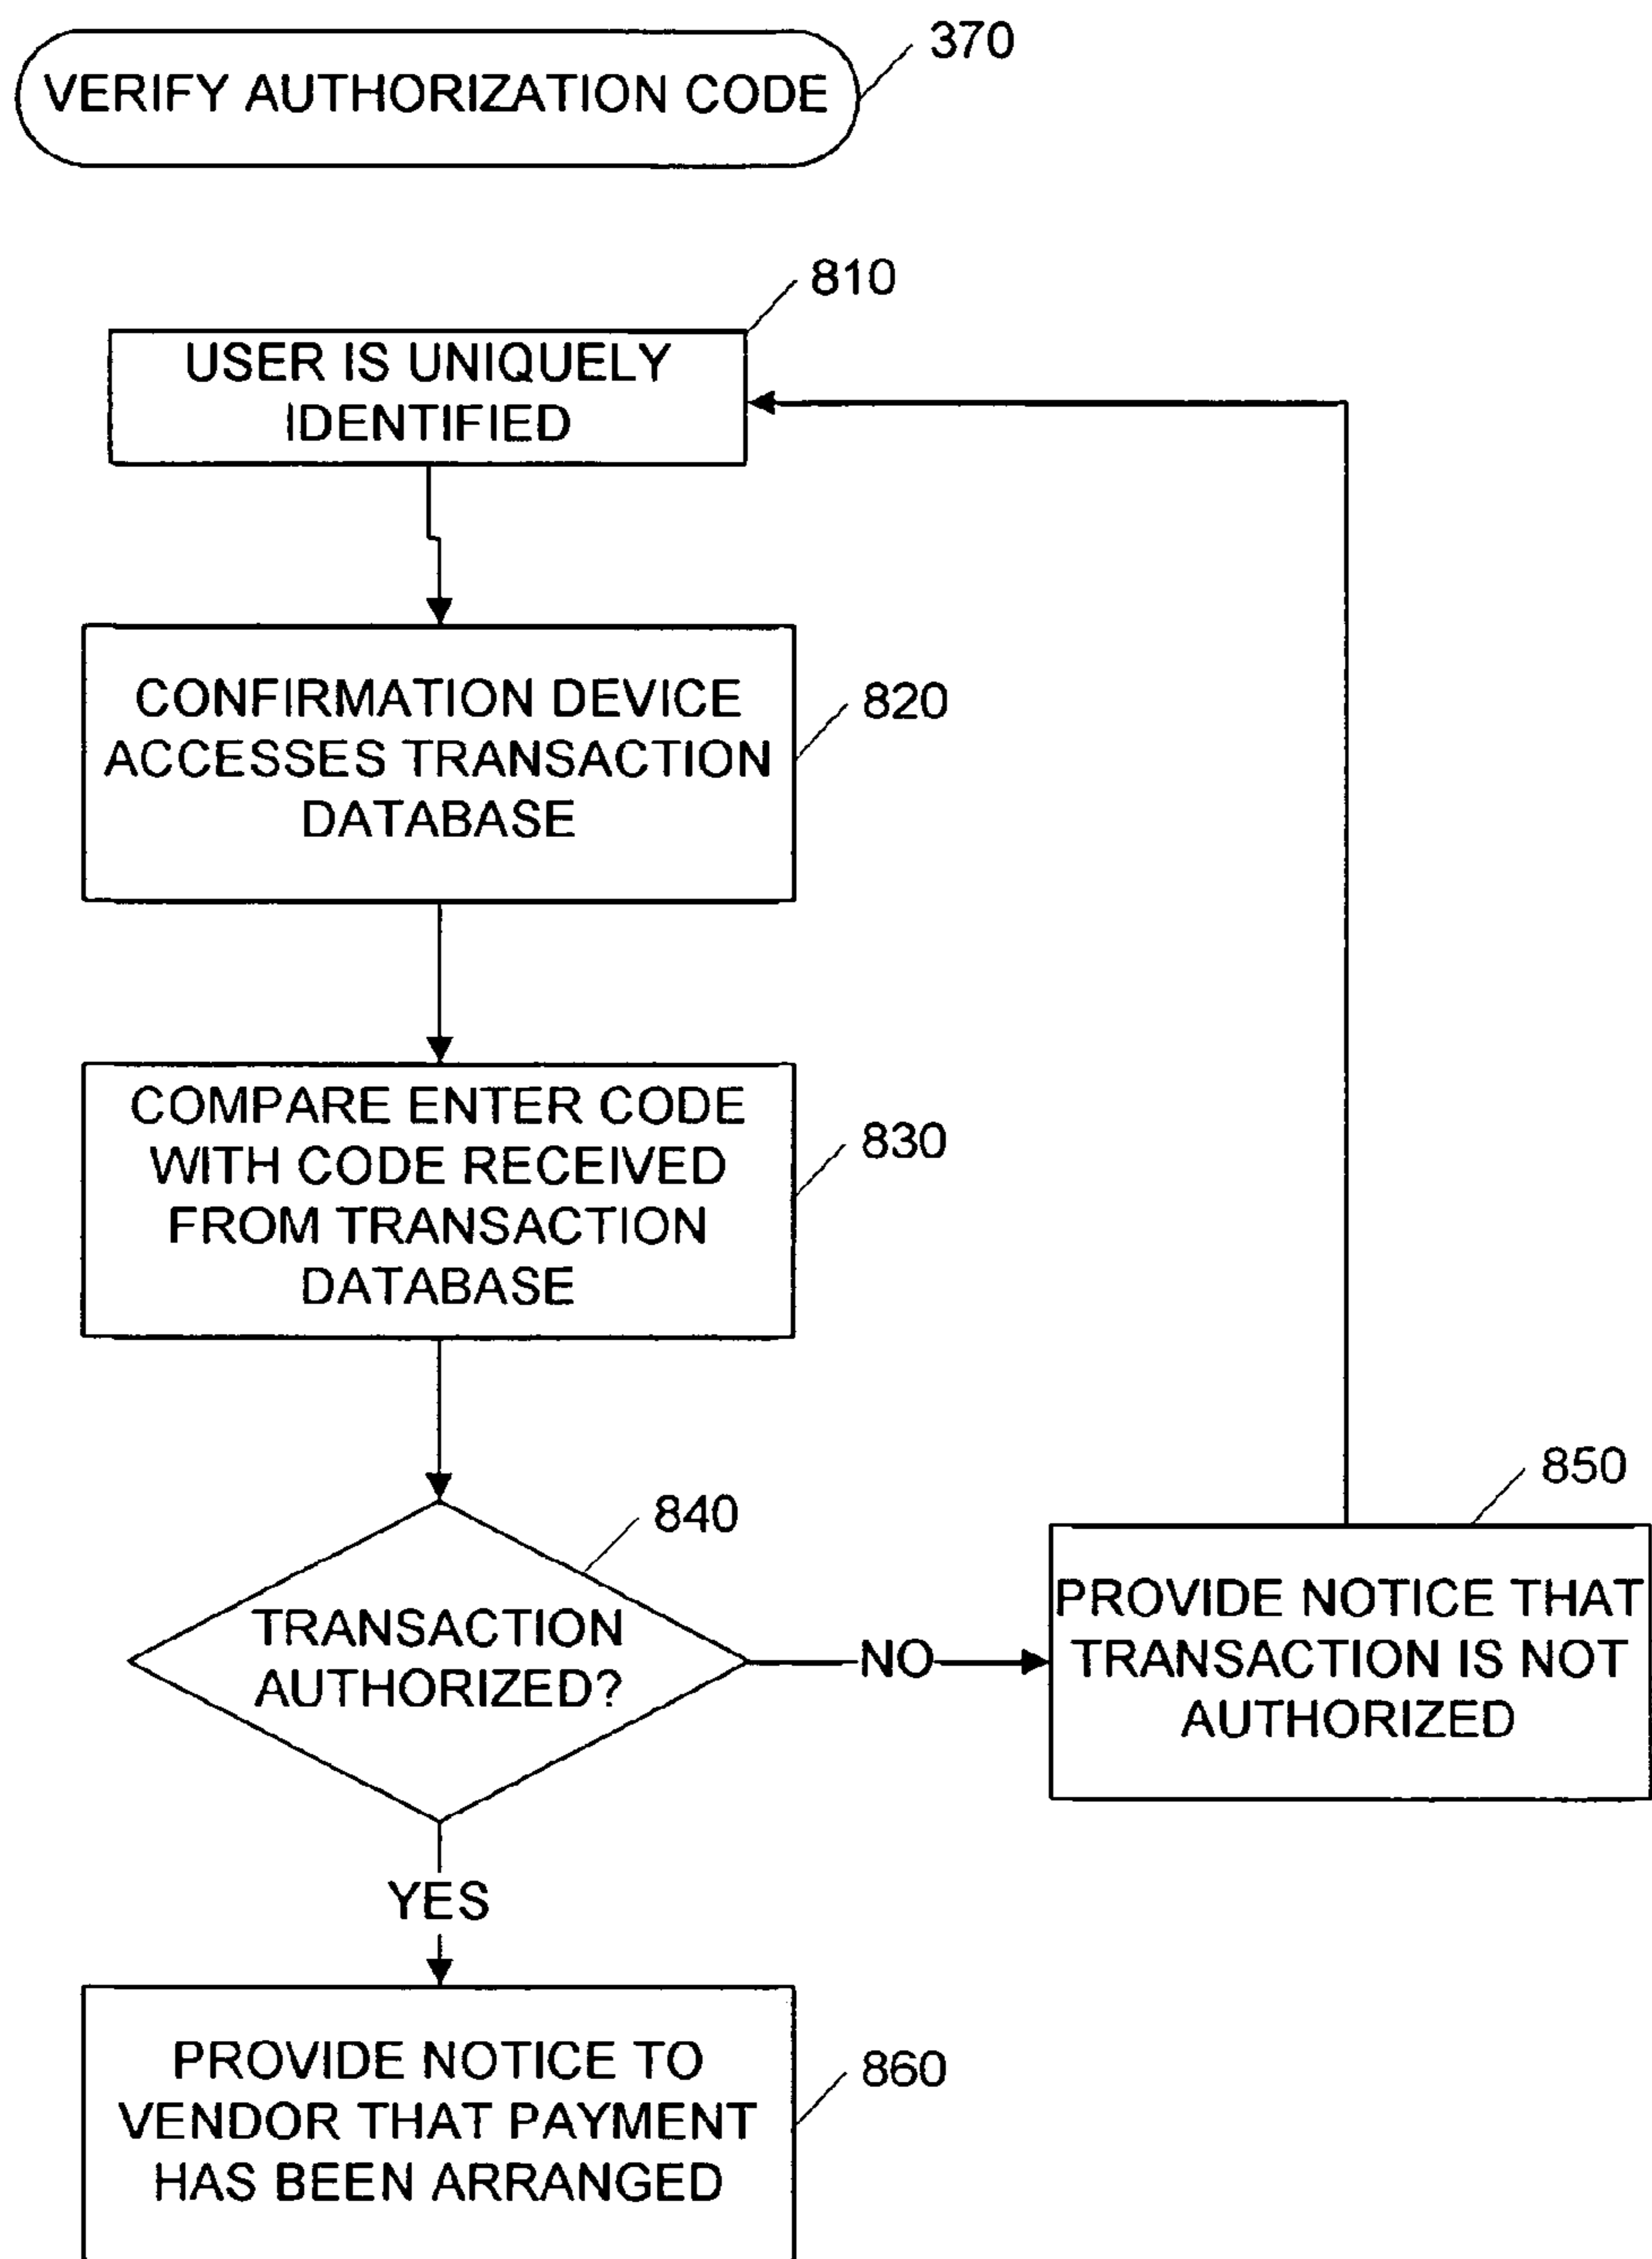 370
VERIFY AUTHORIZATION CODE
810
USER IS UNIQUELY
IDENTIFIED
CONFIRMATION DEVICE
ACCESSES TRANSACTION
DATABASE
820
COMPARE ENTER CODE
WITH CODE RECEIVED
FROM TRANSACTION
DATABASE
830
840
TRANSACTION
AUTHORIZED?
NO
850
PROVIDE NOTICE THAT
TRANSACTION IS NOT
AUTHORIZED
YES
PROVIDE NOTICE TO
VENDOR THAT PAYMENT
HAS BEEN ARRANGED
860